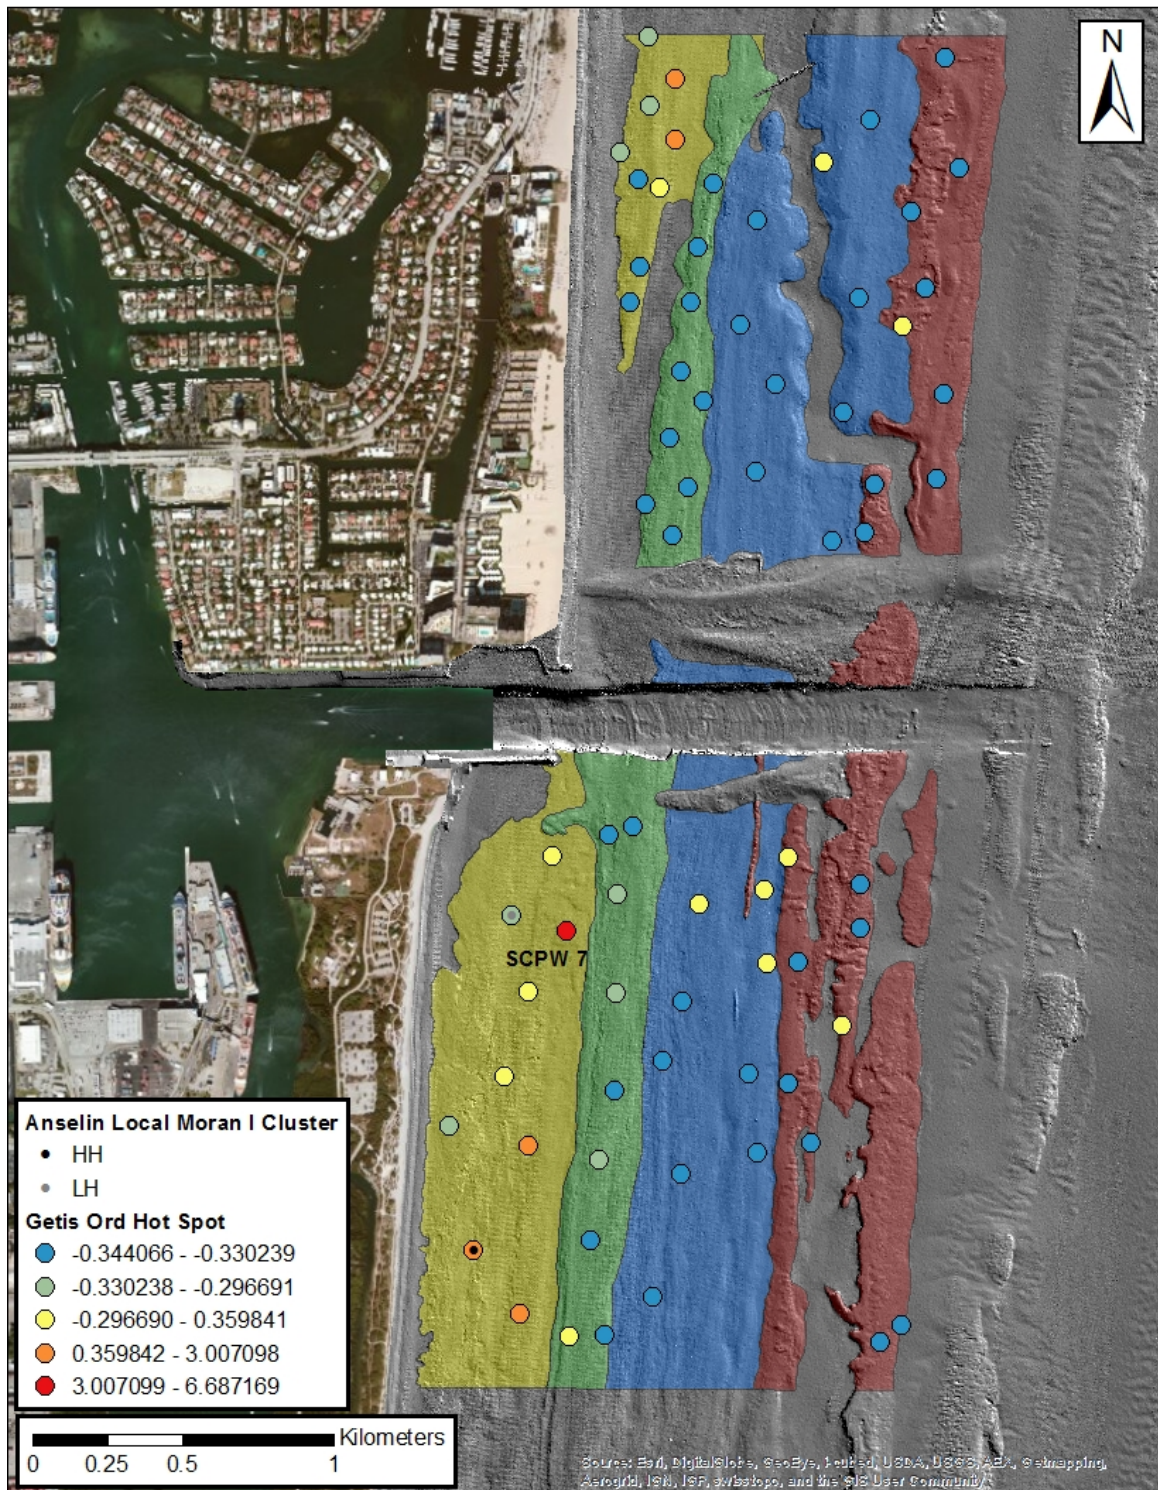 N
SCPW 7
Anselin Local Moran I Cluster
HH
LH
Getis Ord Hot Spot
-0.344066 - -0.330239
-0.330238 - -0.296691
-0.296690 - 0.359841
0.359842 - 3.007098
3.007099 - 6.687169
Kilometers
0 0.25 0.5 1
Source: Esri, DigitalGlobe, GeoEye, i-cubed, USDA, USGS, AEX, Getmapping,
Aerogrid, IGN, IGP, swisstopo, and the GIS User Community